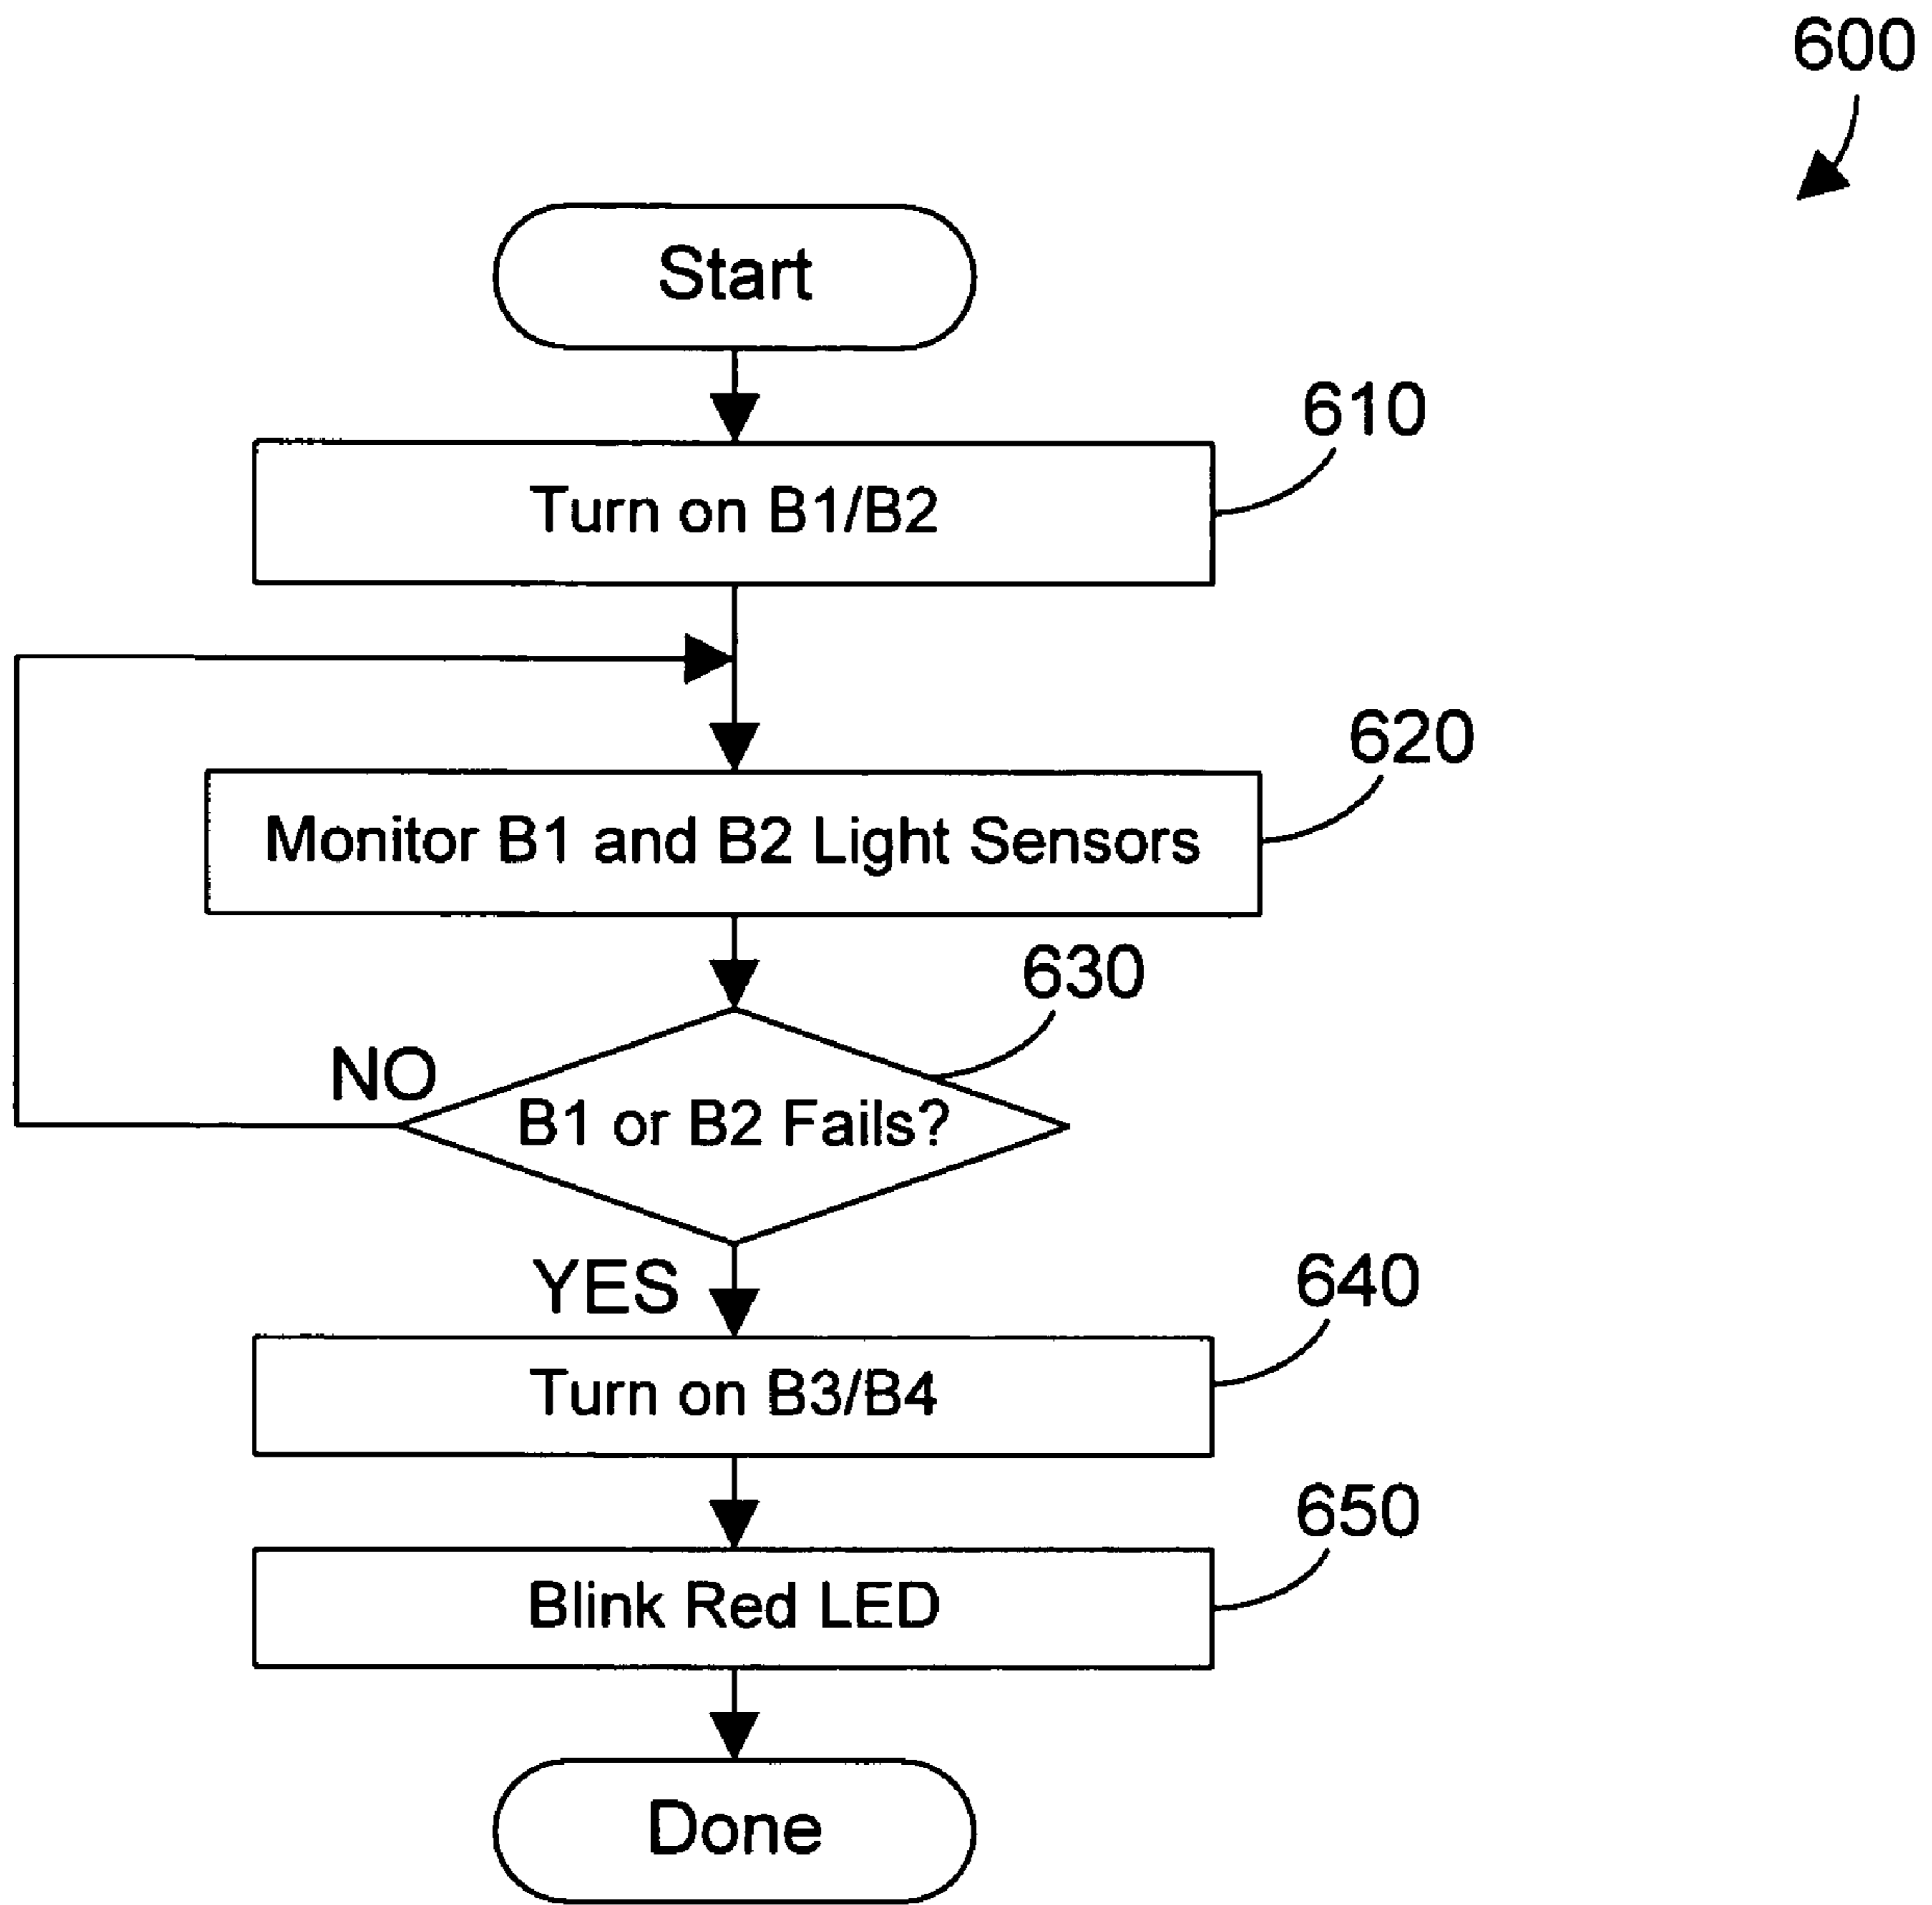 600
Start
610
Turn on B1/B2
620
Monitor B1 and B2 Light Sensors
630
NO
B1 or B2 Fails?
YES
640
Turn on B3/B4
650
Blink Red LED
Done